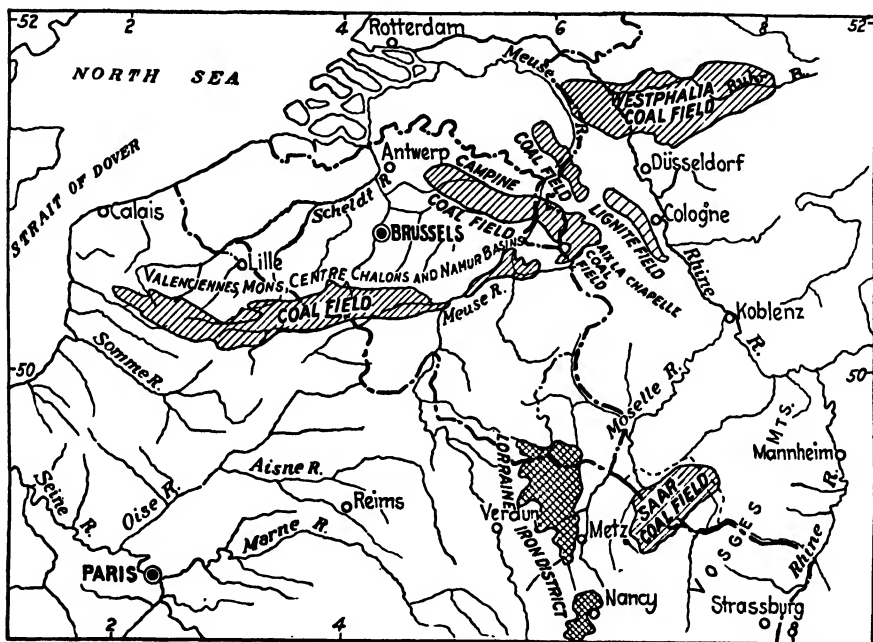 52 2 4 6 8 52
Rotterdam
NORTH SEA
Meuse R.
Ruhr R.
WESTPHALIA
COAL FIELD
STRAIT OF DOVER
Antwerp
CAMPINE
COAL FIELD
COAL FIELD
Düsseldorf
Calais
Scheldt R.
BRUSSELS
LIGNITE FIELD
Cologne
Lille
AIX LA CHAPELLE
COAL
FIELD
VALENCIENNES, MONS, CENTRE CHALONS AND NAMUR BASINS
COAL FIELD
Meuse R.
Rhine R.
Koblenz
Somme R.
50 50
Moselle R.
MTS.
Mannheim
LORRAINE
IRON DISTRICT
SAAR
COAL FIELD
Aisne R.
Seine R.
Oise R.
Reims
Verdun
Metz
VOSGES
Rhine R.
Marne R.
PARIS
Nancy
Strassburg
2 4 8